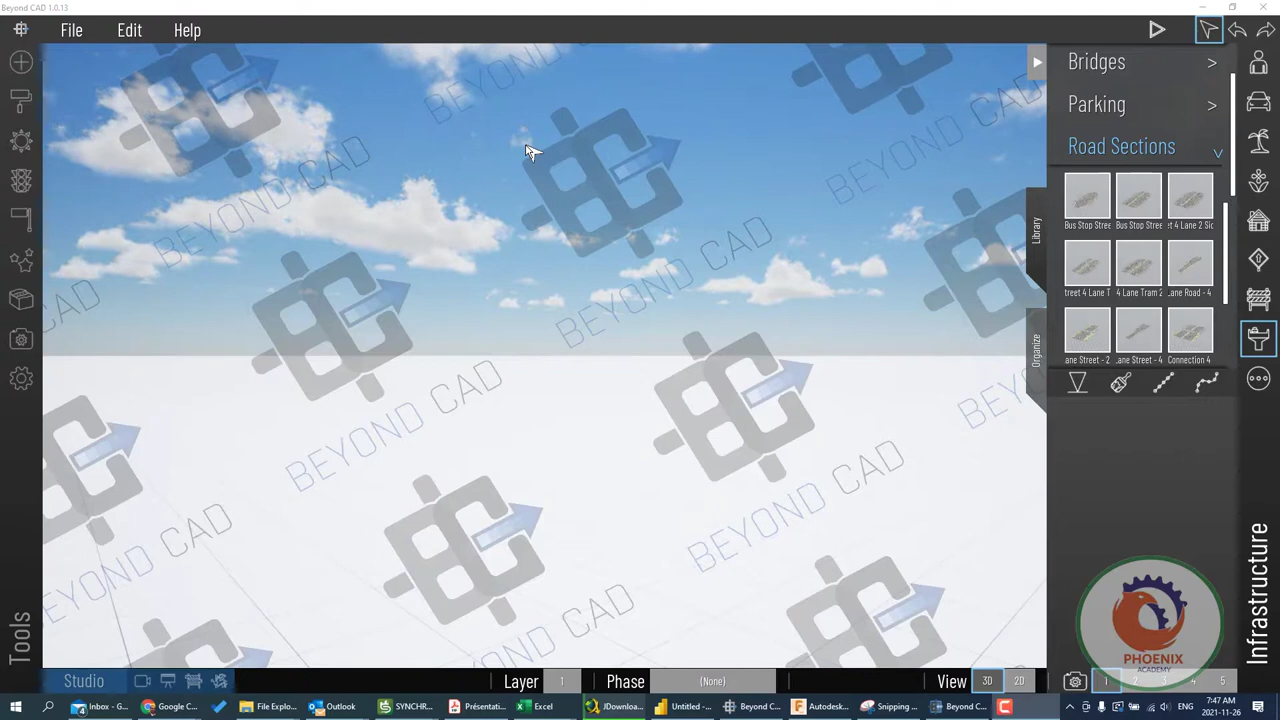 Beyond CAD 1.0.13
File Edit Help
Bridges >
Parking >
Road Sections
Bus Stop Stree
Bus Stop Stree
et 4 Lane 2 Sic
treet 4 Lane T
4 Lane Tram 2
Lane Road - 4
ane Street - 2
ane Street - 4
Connection 4
Library
Organize
Infrastructure
Tools
BEYOND CAD
BEYOND CAD
BEYOND CAD
BEYOND CAD
BEYOND CAD
BEYOND CAD
BEYOND CAD
BEYOND CAD
BEYOND CAD
PHOENIX
ACADEMY
Studio
Layer 1 Phase (None) View 3D 2D
1 2 3 4 5
Inbox - G... Google C... File Explo... Outlook SYNCHR... Présentati... Excel JDownloa... Untitled -... Beyond C... Autodesk... Snipping ... Beyond C...
ENG
7:47 AM
2021-11-26